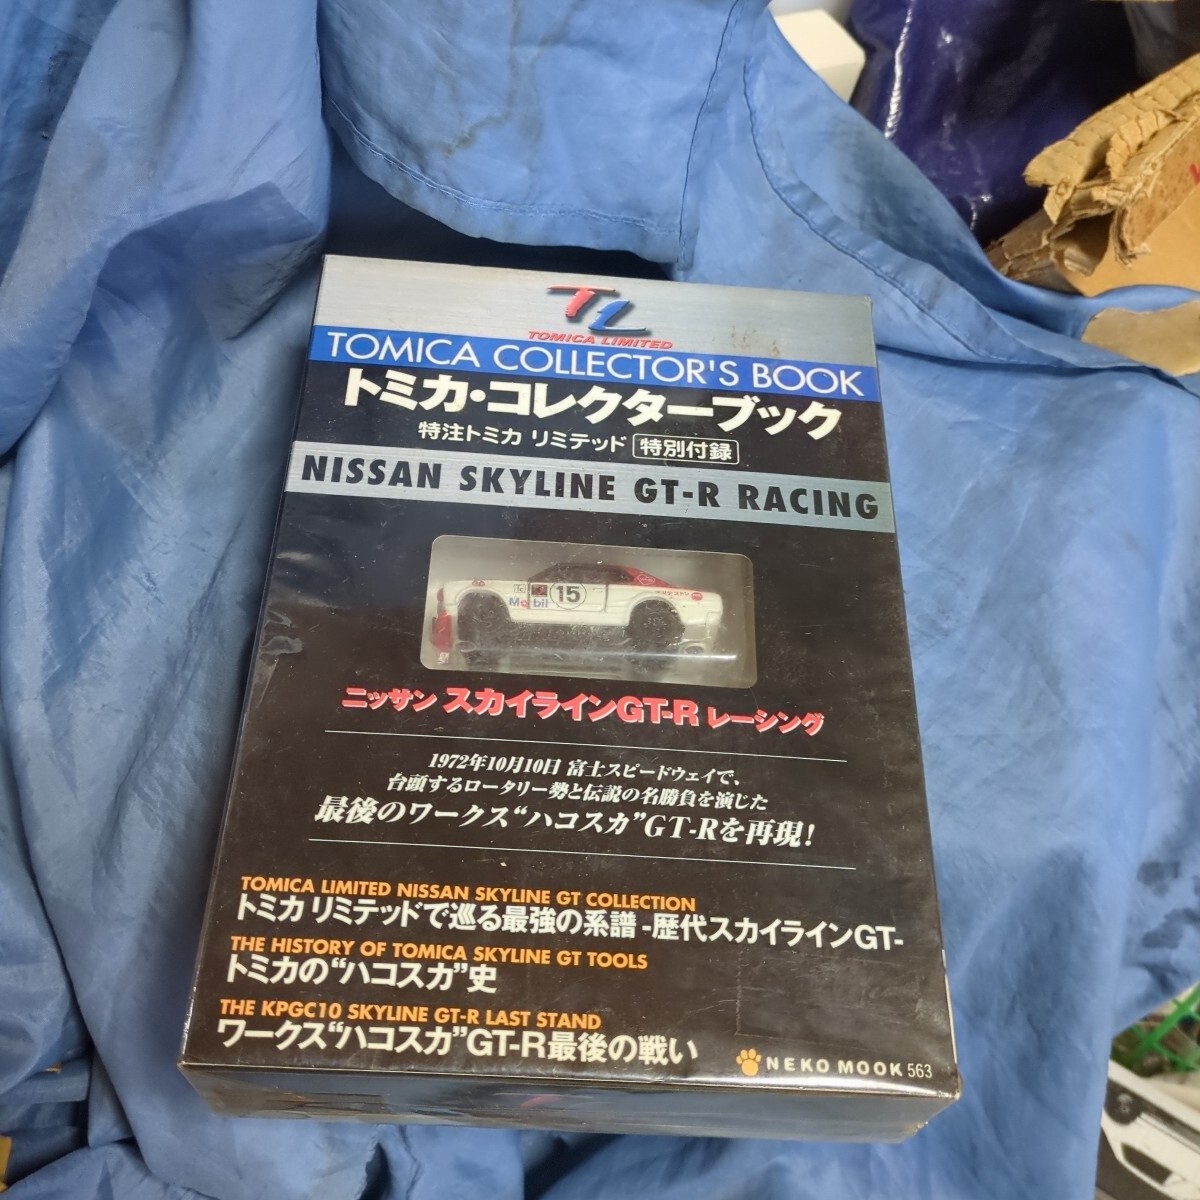 TL
TOMICA LIMITED
TOMICA COLLECTOR'S BOOK
トミカ・コレクターブック
特注トミカ リミテッド 特別付録
NISSAN SKYLINE GT-R RACING
15
Mobil
ニッサン スカイラインGT-R レーシング
1972年10月10日 富士スピードウェイで、
台頭するロータリー勢と伝説の名勝負を演じた
最後のワークス“ハコスカ”GT-Rを再現!
TOMICA LIMITED NISSAN SKYLINE GT COLLECTION
トミカ リミテッドで巡る最強の系譜 -歴代スカイラインGT-
THE HISTORY OF TOMICA SKYLINE GT TOOLS
トミカの“ハコスカ”史
THE KPGC10 SKYLINE GT-R LAST STAND
ワークス“ハコスカ”GT-R最後の戦い
NEKO MOOK 563